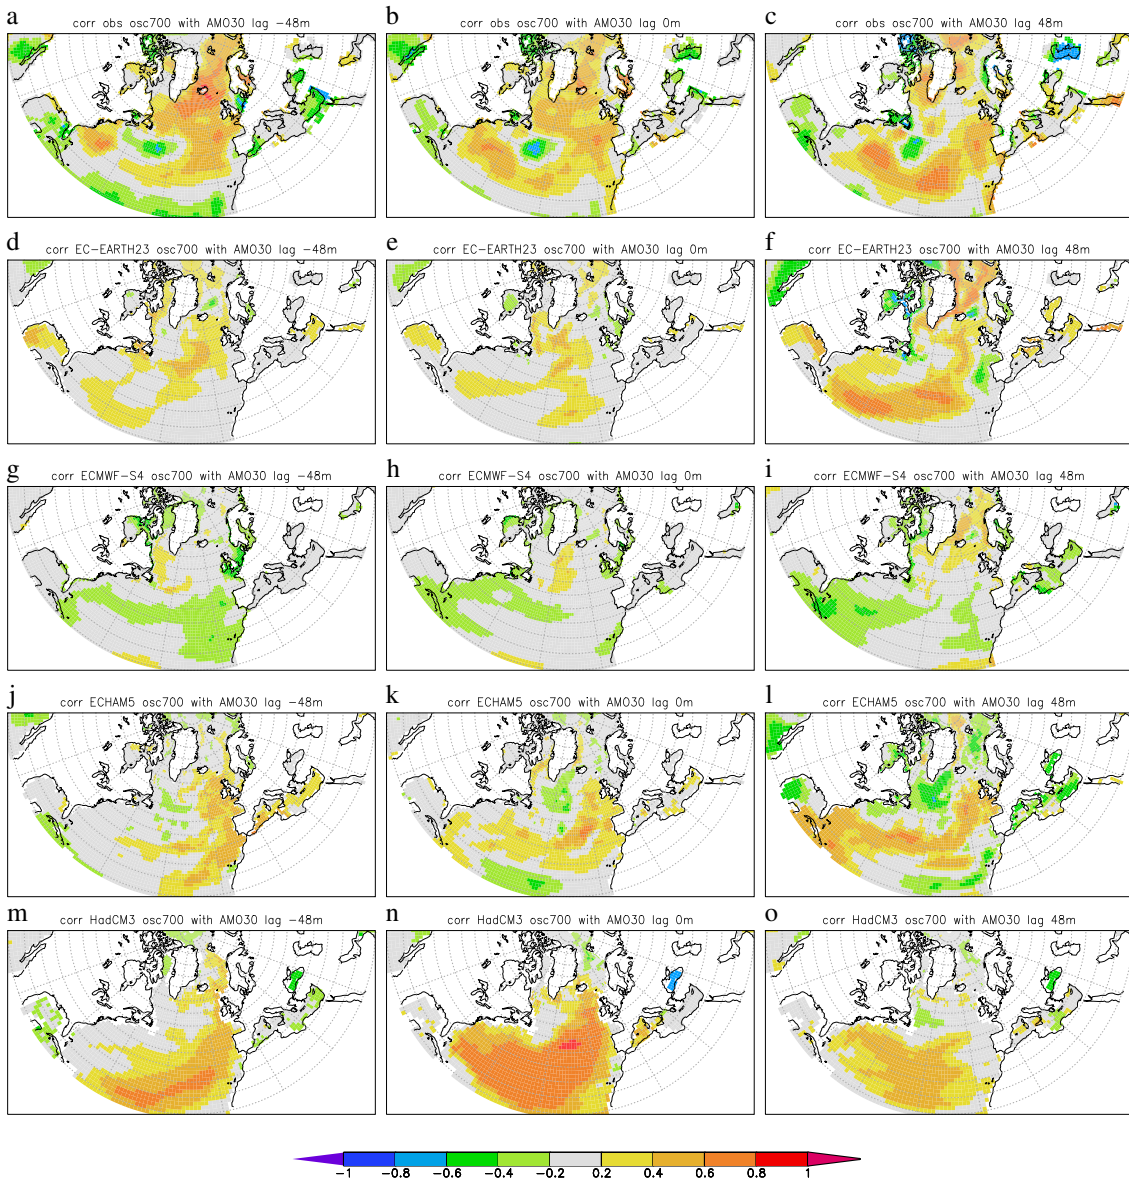 a b c
corr obs osc700 with AMO30 lag −48m
corr obs osc700 with AMO30 lag 0m
corr obs osc700 with AMO30 lag 48m
d e f
corr EC−EARTH23 osc700 with AMO30 lag −48m
corr EC−EARTH23 osc700 with AMO30 lag 0m
corr EC−EARTH23 osc700 with AMO30 lag 48m
g h i
corr ECMWF−S4 osc700 with AMO30 lag −48m
corr ECMWF−S4 osc700 with AMO30 lag 0m
corr ECMWF−S4 osc700 with AMO30 lag 48m
j k l
corr ECHAM5 osc700 with AMO30 lag −48m
corr ECHAM5 osc700 with AMO30 lag 0m
corr ECHAM5 osc700 with AMO30 lag 48m
m n o
corr HadCM3 osc700 with AMO30 lag −48m
corr HadCM3 osc700 with AMO30 lag 0m
corr HadCM3 osc700 with AMO30 lag 48m
−1 −0.8 −0.6 −0.4 −0.2 0.2 0.4 0.6 0.8 1